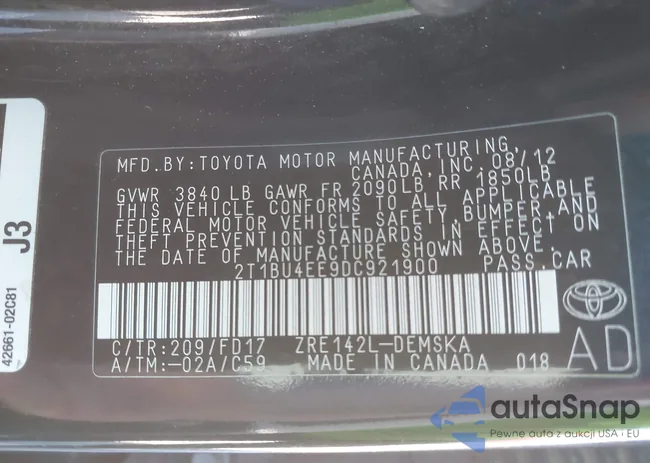 MFD.BY:TOYOTA MOTOR MANUFACTURING,
CANADA,INC. 08/12
GVWR 3840 LB GAWR FR 2090LB,RR 1850LB
THIS VEHICLE CONFORMS TO ALL APPLICABLE
FEDERAL MOTOR VEHICLE SAFETY,BUMPER,AND
THEFT PREVENTION STANDARDS IN EFFECT ON
THE DATE OF MANUFACTURE SHOWN ABOVE.
2T1BU4EE9DC921900 PASS.CAR
C/TR:209/FD17 ZRE142L-DEMSKA
A/TM:-02A/C59 MADE IN CANADA 018
AD
J3
42661-02C81
autaSnap
Pewne auta z aukcji USA i EU